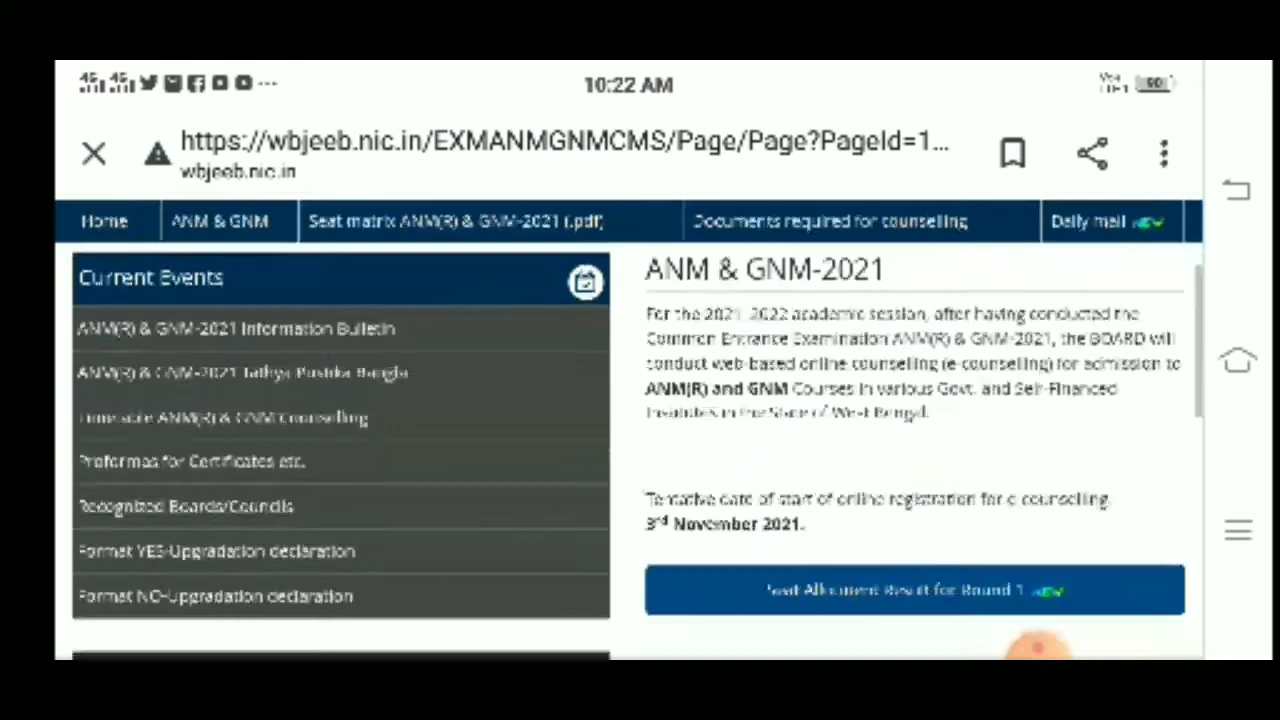 10:22 AM
90
https://wbjeeb.nic.in/EXMANMGNMCMS/Page/Page?PageId=1...
wbjeeb.nic.in
Home
ANM & GNM
Seat matrix ANM(R) & GNM-2021 (.pdf)
Documents required for counselling
Daily mail NEW
Current Events
ANM(R) & GNM-2021 Information Bulletin
ANM(R) & GNM-2021 Tathya Pustika Bangla
Timetable ANM(R) & GNM Counselling
Proformas for Certificates etc.
Recognized Boards/Councils
Format YES-Upgradation declaration
Format NO-Upgradation declaration
ANM & GNM-2021
For the 2021-2022 academic session, after having conducted the
Common Entrance Examination ANM(R) & GNM-2021, the BOARD will
conduct web-based online counselling (e-counselling) for admission to
ANM(R) and GNM Courses in various Govt. and Self-Financed
Institutes in the State of West Bengal.
Tentative date of start of online registration for e-counselling.
3rd November 2021.
Seat Allotment Result for Round 1 NEW